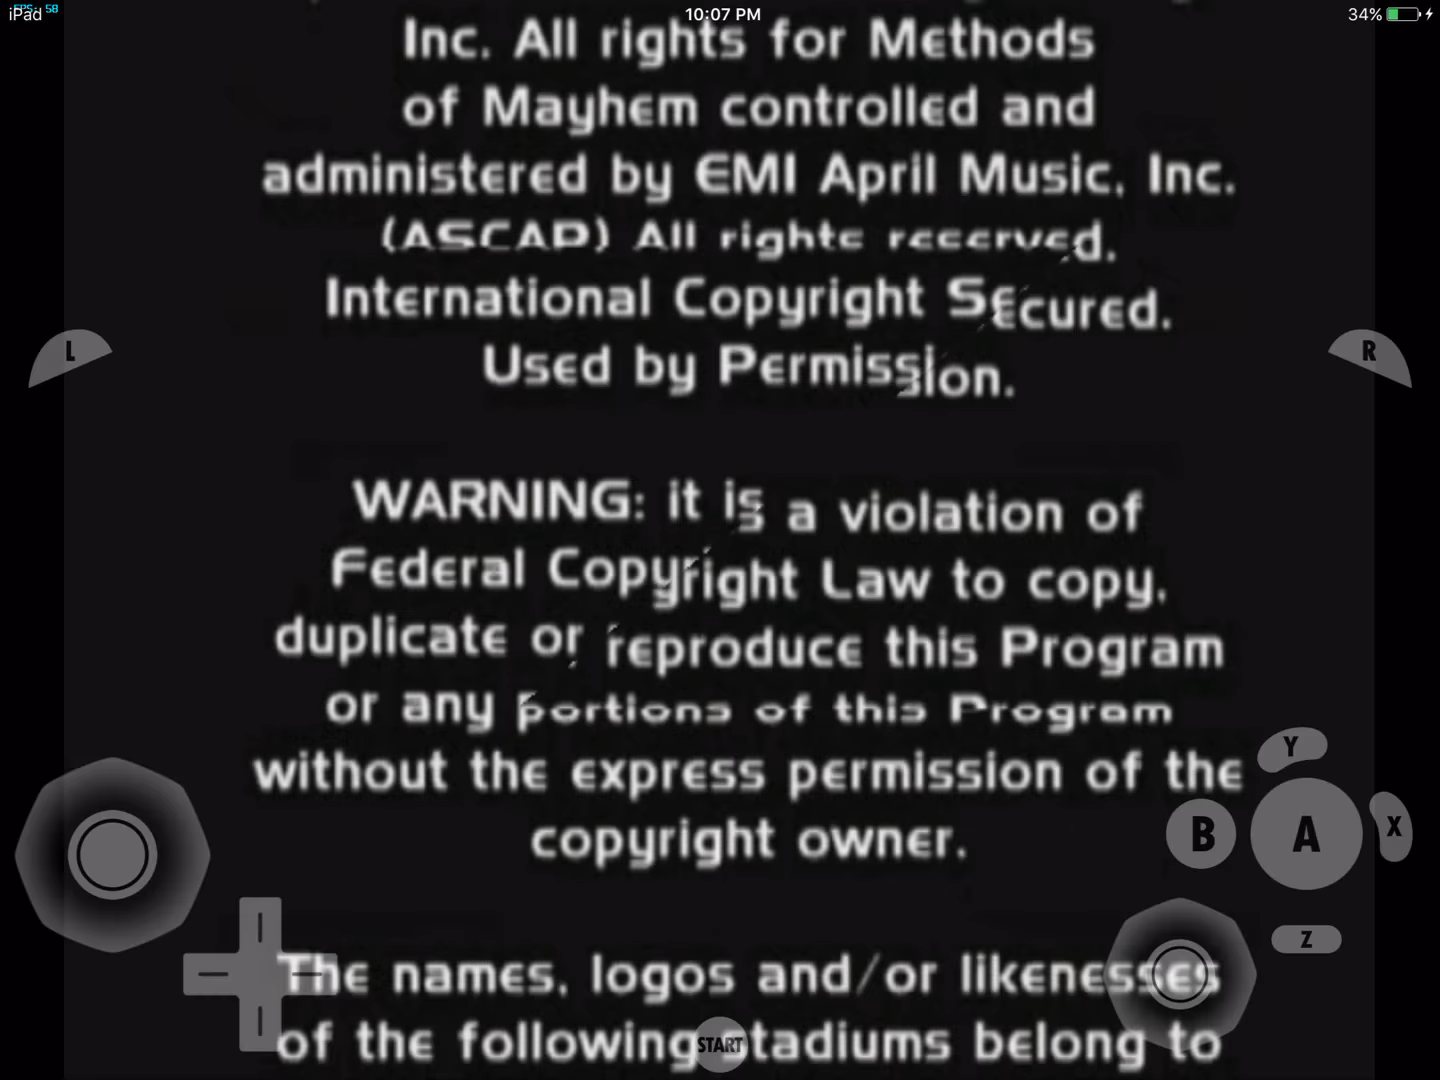 iPad
FPS: 58
10:07 PM
34%
Inc. All rights for Methods
of Mayhem controlled and
administered by EMI April Music, Inc.
(ASCAP) All rights reserved.
International Copyright Secured.
Used by Permission.
L
R
WARNING: it is a violation of
Federal Copyright Law to copy,
duplicate or reproduce this Program
or any portions of this Program
without the express permission of the
copyright owner.
Y
B
A
X
Z
The names, logos and/or likenesses
of the following stadiums belong to
START